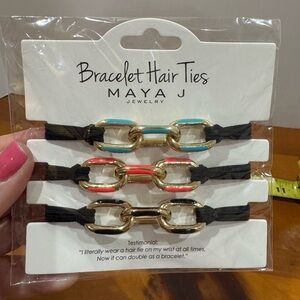 Bracelet Hair Ties
MAYA J
JEWELRY
Testimonial:
"I literally wear a hair tie on my wrist at all times.
Now it can double as a bracelet."